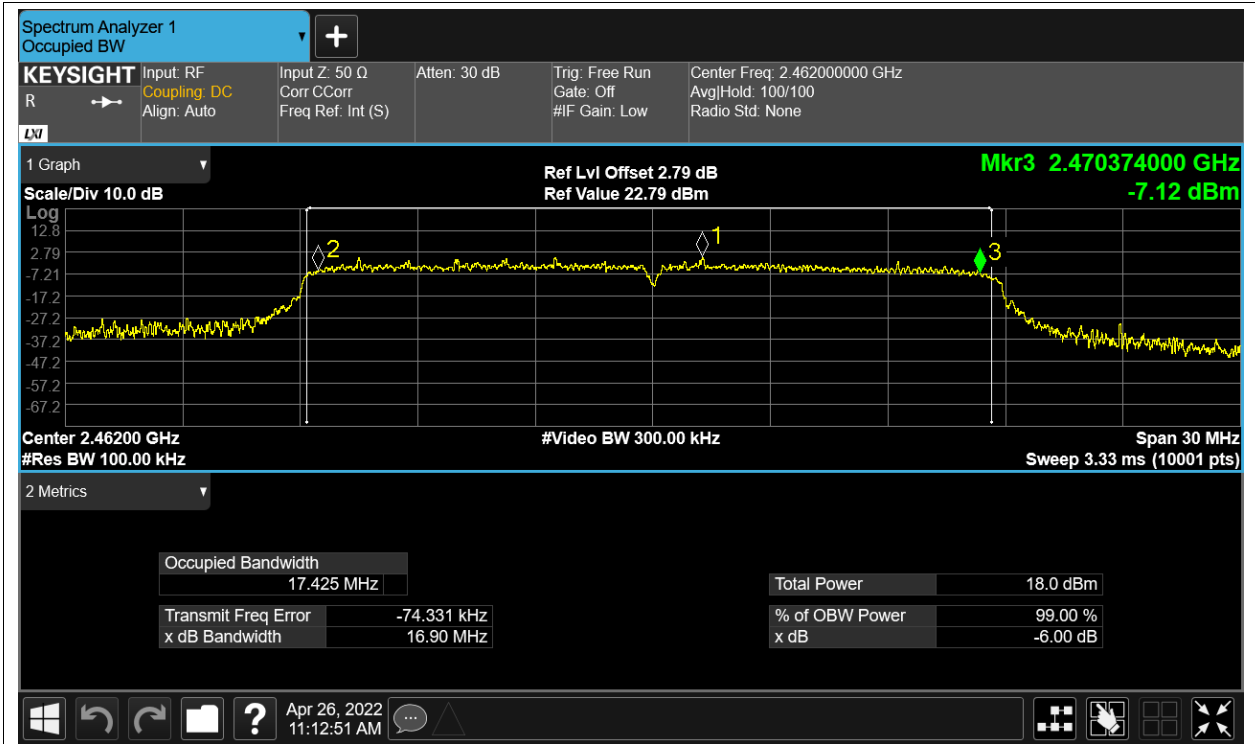 Spectrum Analyzer 1
Occupied BW
KEYSIGHT
R
LXI
Input: RF
Coupling: DC
Align: Auto
Input Z: 50 Ω
Corr CCorr
Freq Ref: Int (S)
Atten: 30 dB
Trig: Free Run
Gate: Off
#IF Gain: Low
Center Freq: 2.462000000 GHz
Avg|Hold: 100/100
Radio Std: None
1 Graph
Scale/Div 10.0 dB
Ref Lvl Offset 2.79 dB
Ref Value 22.79 dBm
Mkr3 2.470374000 GHz
-7.12 dBm
Log
12.8
2.79
-7.21
-17.2
-27.2
-37.2
-47.2
-57.2
-67.2
2
1
3
Center 2.46200 GHz
#Res BW 100.00 kHz
#Video BW 300.00 kHz
Span 30 MHz
Sweep 3.33 ms (10001 pts)
2 Metrics
Occupied Bandwidth
17.425 MHz
Transmit Freq Error -74.331 kHz
x dB Bandwidth 16.90 MHz
Total Power 18.0 dBm
% of OBW Power 99.00 %
x dB -6.00 dB
?
Apr 26, 2022
11:12:51 AM